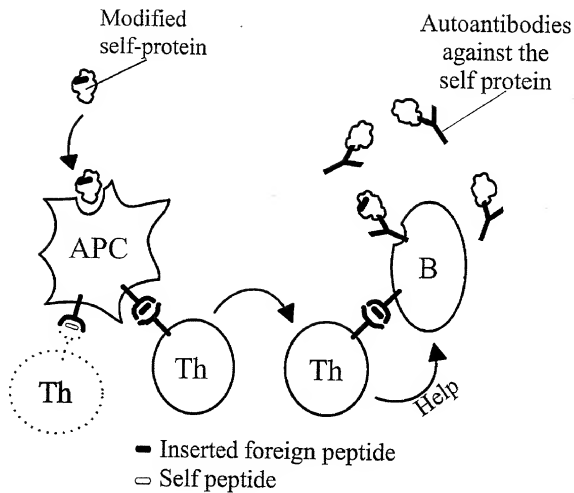 Modified
self-protein
Autoantibodies
against the
self protein
APC
B
Th
Th
Th
Help
Inserted foreign peptide
Self peptide